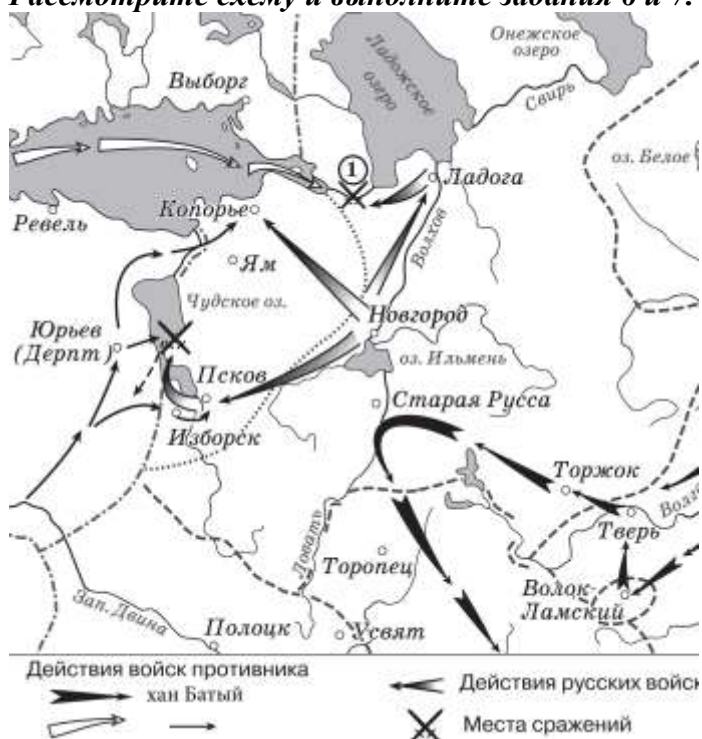 Рассмотрите схему и выполните задания 6 и 7.
Онежское
озеро
Ладожское
озеро
Выборг
Свирь
оз. Белое
1
Ладога
Копорье
Ревель
Волхов
Ям
Чудское оз.
Новгород
Юрьев
(Дерпт)
оз. Ильмень
Псков
Старая Русса
Изборск
Торжок
Волг
Тверь
Ловать
Торопец
Волок-
Ламский
Зап. Двина
Полоцк
Усвят
Действия войск противника
хан Батый
Действия русских войск
Места сражений